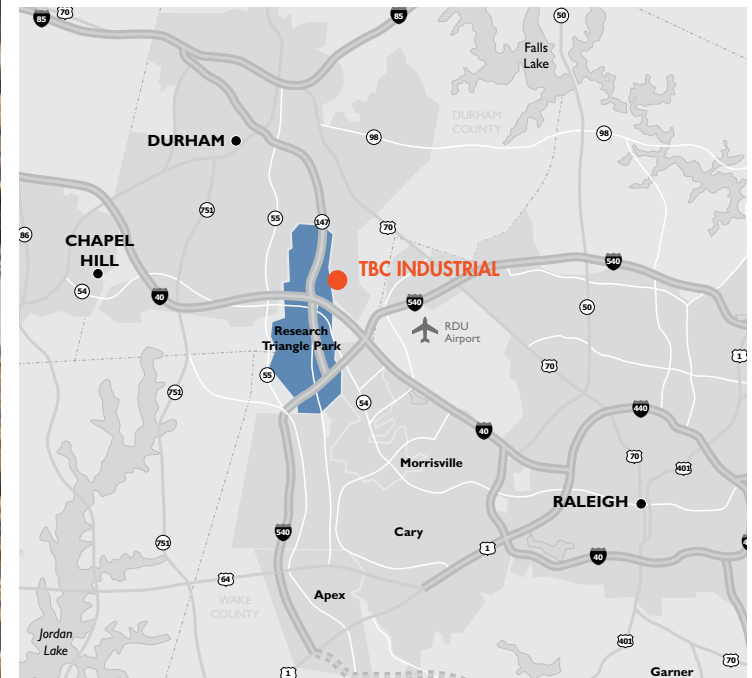 85
70
85
50
Falls
Lake
DURHAM
COUNTY
98
98
DURHAM
751
55
147
70
86
CHAPEL
HILL
54
40
TBC INDUSTRIAL
540
540
50
RDU
Airport
Research
Triangle Park
1
70
55
751
54
440
40
Morrisville
70
401
RALEIGH
Cary
540
751
1
40
64
WAKE
COUNTY
Apex
Jordan
Lake
401
70
1
Garner